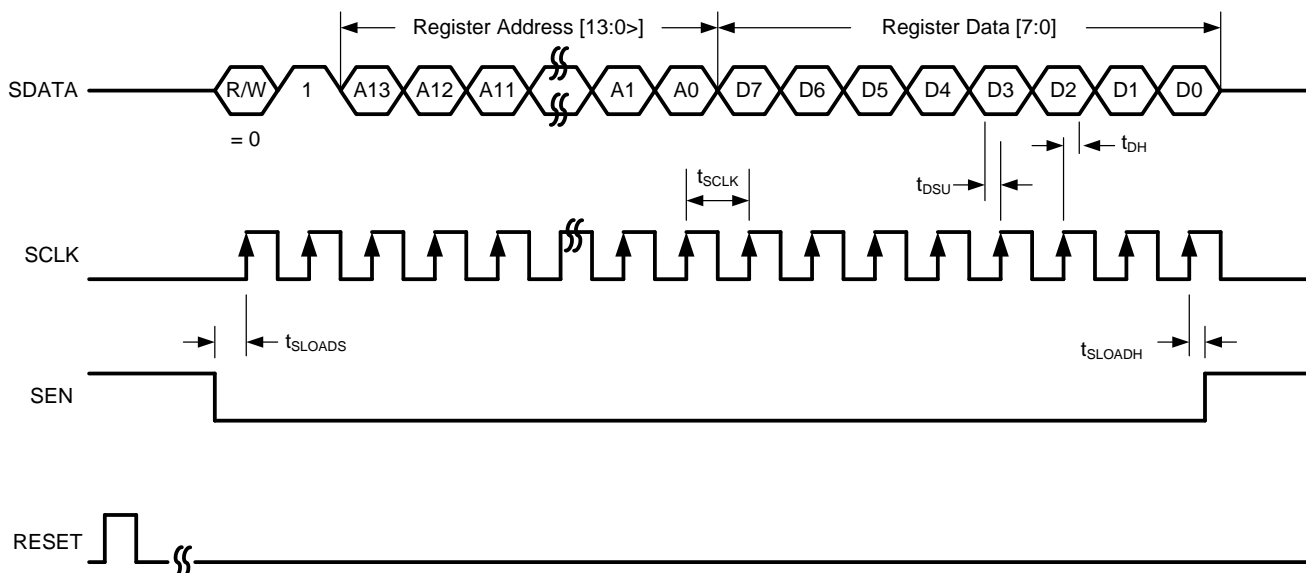 Register Address [13:0>] Register Data [7:0]
SDATA R/W 1 A13 A12 A11 A1 A0 D7 D6 D5 D4 D3 D2 D1 D0
= 0
tDH
tSCLK
tDSU
SCLK
tSLOADS
tSLOADH
SEN
RESET